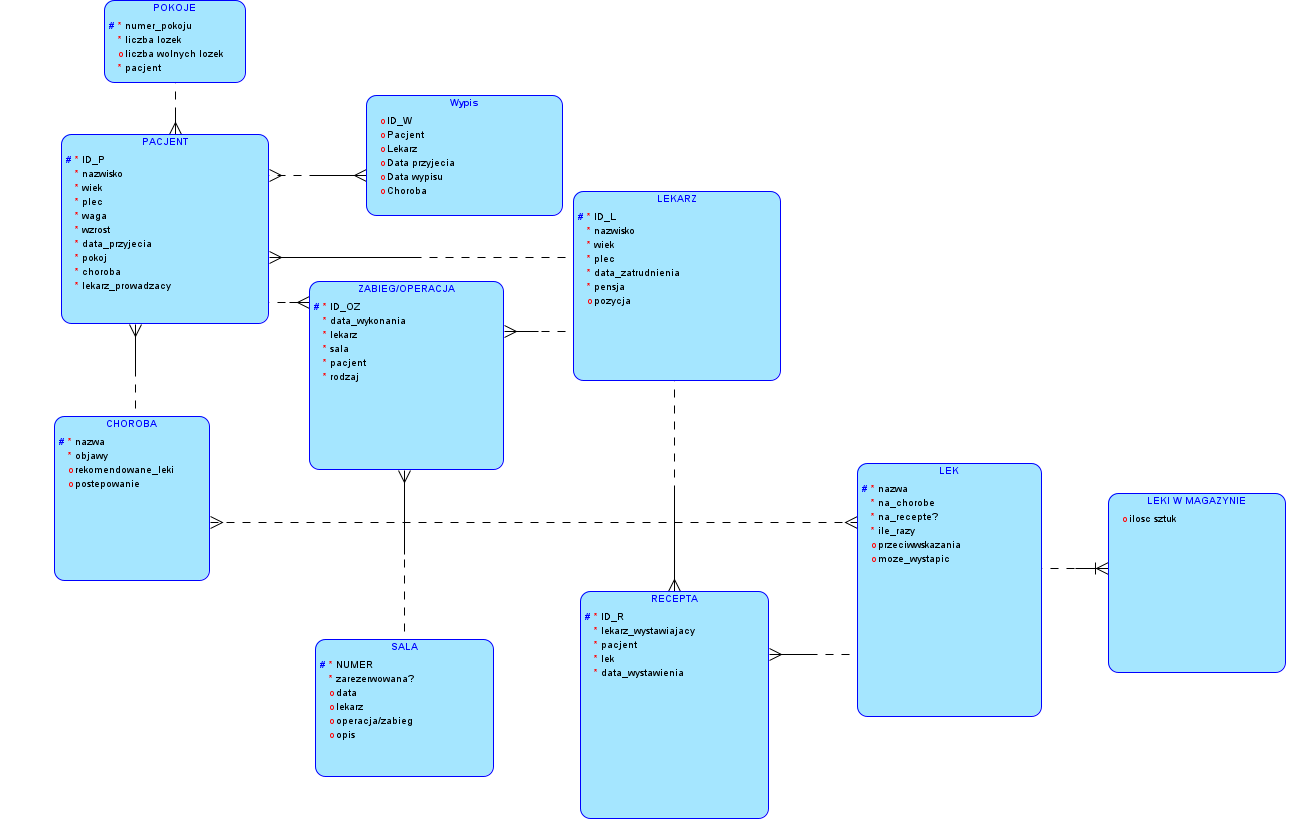 POKOJE
# * numer_pokoju
* liczba lozek
o liczba wolnych lozek
* pacjent
Wypis
o ID_W
o Pacjent
o Lekarz
o Data przyjecia
o Data wypisu
o Choroba
PACJENT
# * ID_P
* nazwisko
* wiek
* plec
* waga
* wzrost
* data_przyjecia
* pokoj
* choroba
* lekarz_prowadzacy
LEKARZ
# * ID_L
* nazwisko
* wiek
* plec
* data_zatrudnienia
* pensja
o pozycja
ZABIEG/OPERACJA
# * ID_OZ
* data_wykonania
* lekarz
* sala
* pacjent
* rodzaj
CHOROBA
# * nazwa
* objawy
o rekomendowane_leki
o postepowanie
LEK
# * nazwa
* na_chorobe
* na_recepte?
* ile_razy
o przeciwwskazania
o moze_wystapic
LEKI W MAGAZYNIE
o ilosc sztuk
RECEPTA
# * ID_R
* lekarz_wystawiajacy
* pacjent
* lek
* data_wystawienia
SALA
# * NUMER
* zarezerwowana?
o data
o lekarz
o operacja/zabieg
o opis